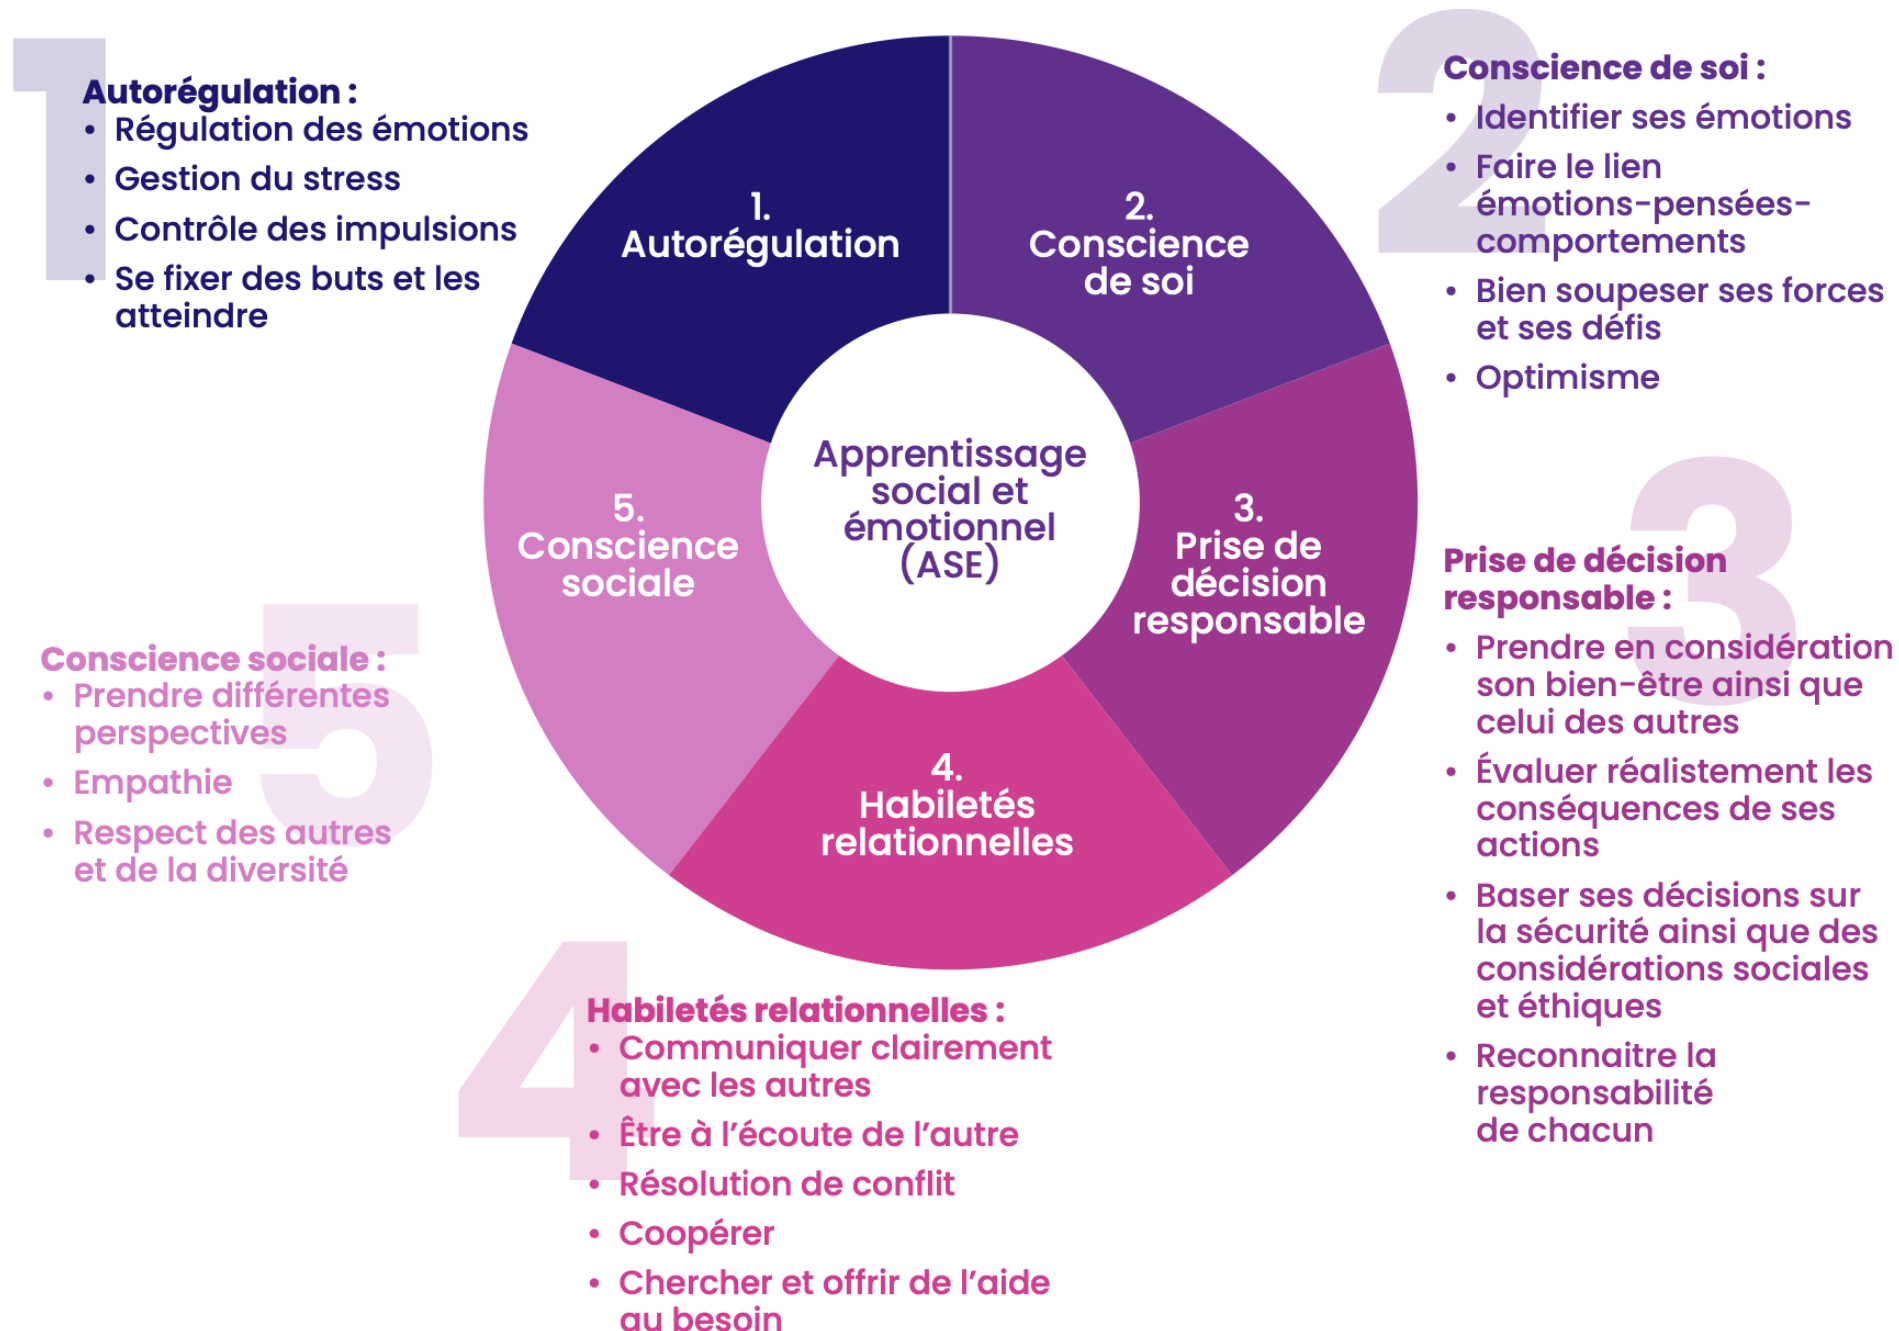 1
Autorégulation :
• Régulation des émotions
• Gestion du stress
• Contrôle des impulsions
• Se fixer des buts et les
atteindre
2
Conscience de soi :
• Identifier ses émotions
• Faire le lien
émotions-pensées-
comportements
• Bien soupeser ses forces
et ses défis
• Optimisme
1.
Autorégulation
2.
Conscience
de soi
3.
Prise de
décision
responsable
4.
Habiletés
relationnelles
5.
Conscience
sociale
Apprentissage
social et
émotionnel
(ASE)
3
Prise de décision
responsable :
• Prendre en considération
son bien-être ainsi que
celui des autres
• Évaluer réalistement les
conséquences de ses
actions
• Baser ses décisions sur
la sécurité ainsi que des
considérations sociales
et éthiques
• Reconnaitre la
responsabilité
de chacun
4
Habiletés relationnelles :
• Communiquer clairement
avec les autres
• Être à l’écoute de l’autre
• Résolution de conflit
• Coopérer
• Chercher et offrir de l’aide
au besoin
5
Conscience sociale :
• Prendre différentes
perspectives
• Empathie
• Respect des autres
et de la diversité